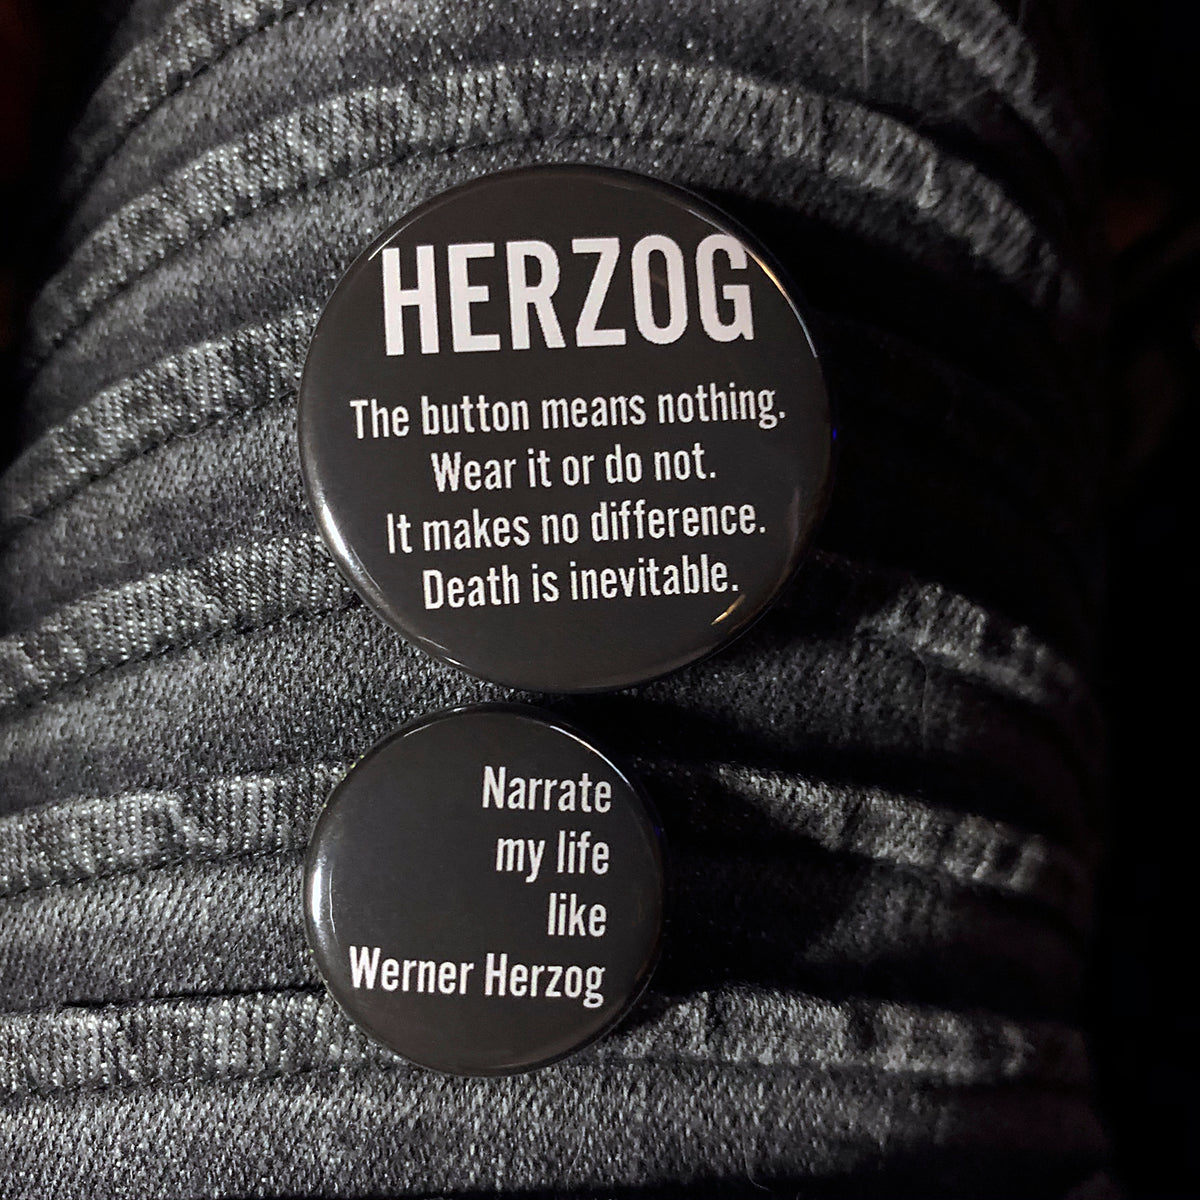 HERZOG
The button means nothing.
Wear it or do not.
It makes no difference.
Death is inevitable.
Narrate
my life
like
Werner Herzog